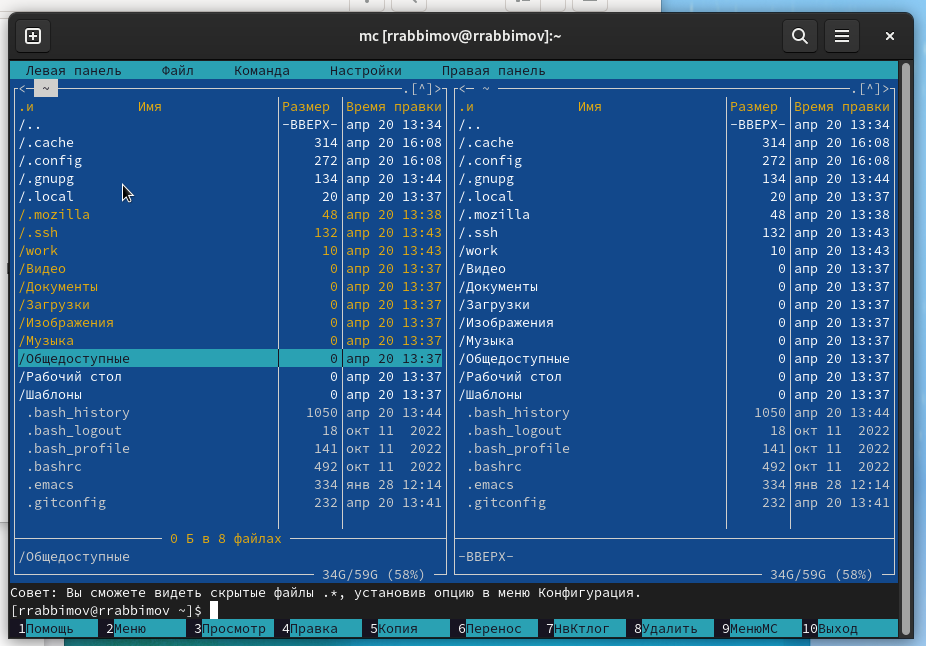 mc [rrabbimov@rrabbimov]:~
Левая панель Файл Команда Настройки Правая панель
<- ~ .[^]> <- ~ .[^]>
.и Имя Размер Время правки .и Имя Размер Время правки
/.. -ВВЕРХ- апр 20 13:34 /.. -ВВЕРХ- апр 20 13:34
/.cache 314 апр 20 16:08 /.cache 314 апр 20 16:08
/.config 272 апр 20 16:08 /.config 272 апр 20 16:08
/.gnupg 134 апр 20 13:44 /.gnupg 134 апр 20 13:44
/.local 20 апр 20 13:37 /.local 20 апр 20 13:37
/.mozilla 48 апр 20 13:38 /.mozilla 48 апр 20 13:38
/.ssh 132 апр 20 13:43 /.ssh 132 апр 20 13:43
/work 10 апр 20 13:43 /work 10 апр 20 13:43
/Видео 0 апр 20 13:37 /Видео 0 апр 20 13:37
/Документы 0 апр 20 13:37 /Документы 0 апр 20 13:37
/Загрузки 0 апр 20 13:37 /Загрузки 0 апр 20 13:37
/Изображения 0 апр 20 13:37 /Изображения 0 апр 20 13:37
/Музыка 0 апр 20 13:37 /Музыка 0 апр 20 13:37
/Общедоступные 0 апр 20 13:37 /Общедоступные 0 апр 20 13:37
/Рабочий стол 0 апр 20 13:37 /Рабочий стол 0 апр 20 13:37
/Шаблоны 0 апр 20 13:37 /Шаблоны 0 апр 20 13:37
.bash_history 1050 апр 20 13:44 .bash_history 1050 апр 20 13:44
.bash_logout 18 окт 11 2022 .bash_logout 18 окт 11 2022
.bash_profile 141 окт 11 2022 .bash_profile 141 окт 11 2022
.bashrc 492 окт 11 2022 .bashrc 492 окт 11 2022
.emacs 334 янв 28 12:14 .emacs 334 янв 28 12:14
.gitconfig 232 апр 20 13:41 .gitconfig 232 апр 20 13:41
0 Б в 8 файлах
/Общедоступные -ВВЕРХ-
34G/59G (58%) 34G/59G (58%)
Совет: Вы сможете видеть скрытые файлы .*, установив опцию в меню Конфигурация.
[rrabbimov@rrabbimov ~]$
1Помощь 2Меню 3Просмотр 4Правка 5Копия 6Перенос 7НвКтлог 8Удалить 9МенюМС 10Выход